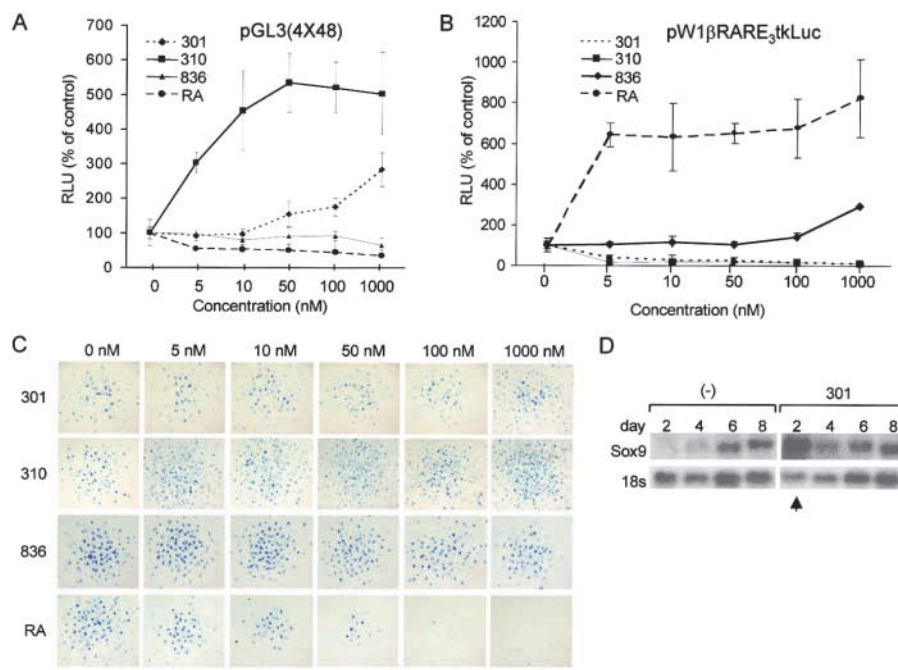 A
pGL3(4X48)
301
310
836
RA
RLU (% of control)
700
600
500
400
300
200
100
0
0 5 10 50 100 1000
Concentration (nM)
B
pW1βRARE₃tkLuc
301
310
836
RA
RLU (% of control)
1200
1000
800
600
400
200
0
0 5 10 50 100 1000
Concentration (nM)
C
0 nM 5 nM 10 nM 50 nM 100 nM 1000 nM
301
310
836
RA
D
(-) 301
day 2 4 6 8 2 4 6 8
Sox9
18s